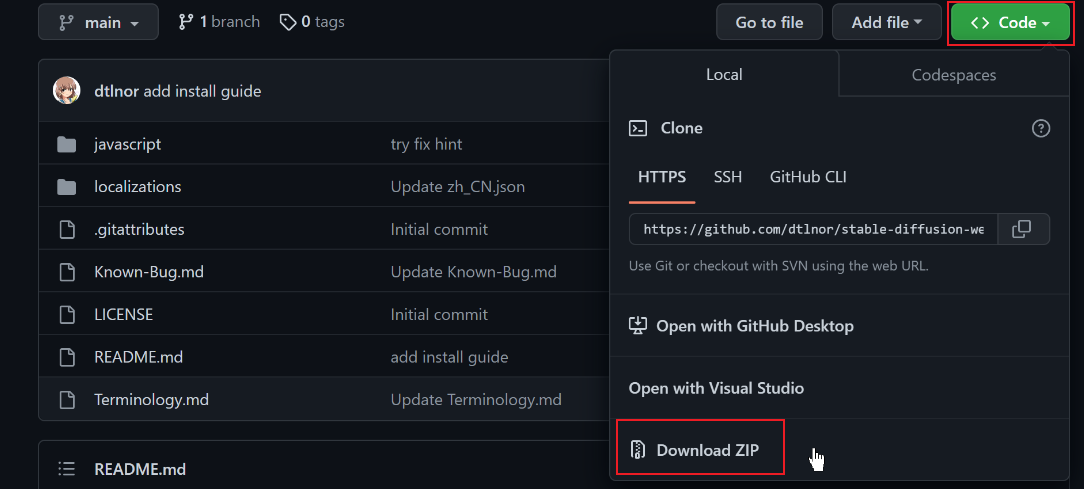 main
1 branch
0 tags
Go to file
Add file
<> Code
dtlnor add install guide
javascript
try fix hint
localizations
Update zh_CN.json
.gitattributes
Initial commit
Known-Bug.md
Update Known-Bug.md
LICENSE
Initial commit
README.md
add install guide
Terminology.md
Update Terminology.md
README.md
Local
Codespaces
Clone
HTTPS
SSH
GitHub CLI
https://github.com/dtlnor/stable-diffusion-we
Use Git or checkout with SVN using the web URL.
Open with GitHub Desktop
Open with Visual Studio
Download ZIP